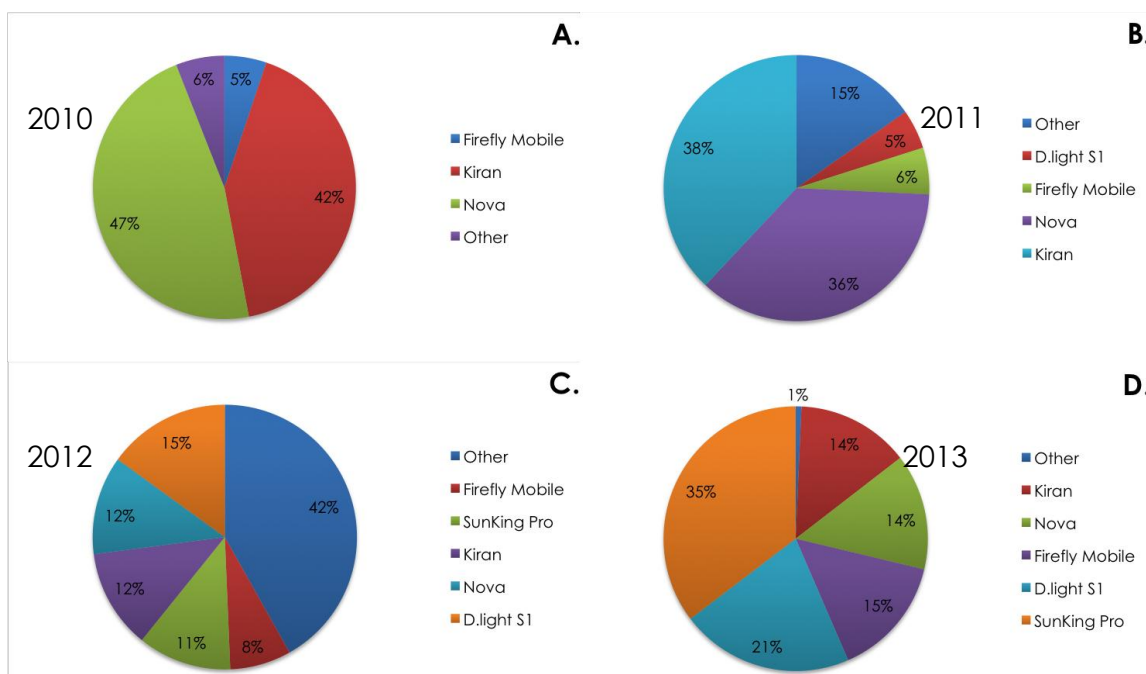 A.
2010
6%
5%
42%
47%
Firefly Mobile
Kiran
Nova
Other
B.
2011
15%
5%
6%
36%
38%
Other
D.light S1
Firefly Mobile
Nova
Kiran
C.
2012
15%
42%
12%
12%
11%
8%
Other
Firefly Mobile
SunKing Pro
Kiran
Nova
D.light S1
D.
2013
1%
14%
14%
15%
21%
35%
Other
Kiran
Nova
Firefly Mobile
D.light S1
SunKing Pro